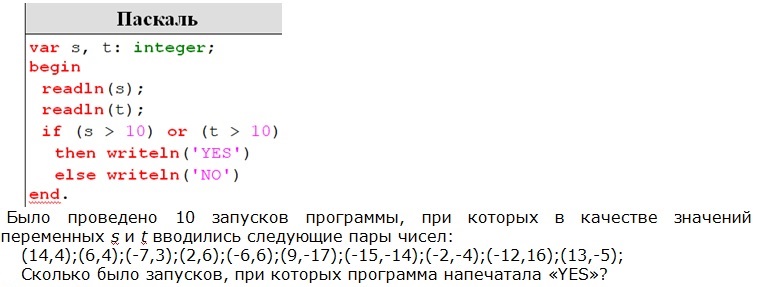 Паскаль
var s, t: integer;
begin
readln(s);
readln(t);
if (s > 10) or (t > 10)
then writeln('YES')
else writeln('NO')
end.
Было проведено 10 запусков программы, при которых в качестве значений
переменных s и t вводились следующие пары чисел:
(14,4);(6,4);(-7,3);(2,6);(-6,6);(9,-17);(-15,-14);(-2,-4);(-12,16);(13,-5);
Сколько было запусков, при которых программа напечатала «YES»?